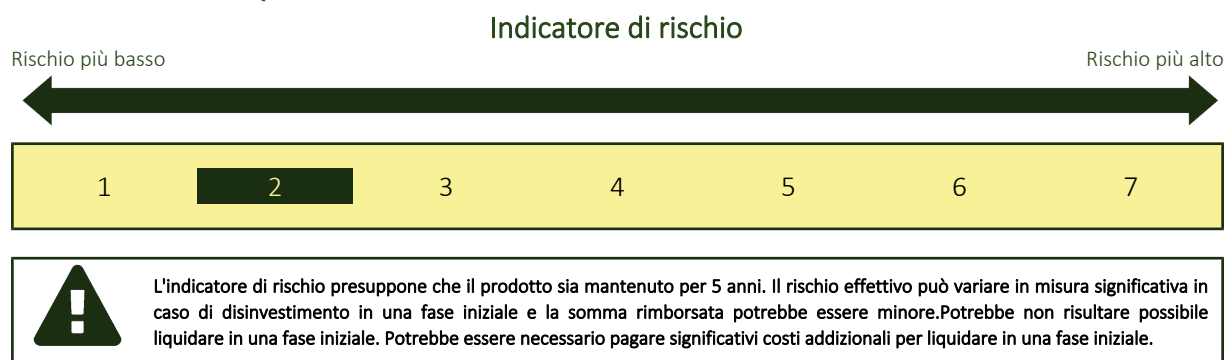 Indicatore di rischio
Rischio più basso
Rischio più alto
1 2 3 4 5 6 7
L'indicatore di rischio presuppone che il prodotto sia mantenuto per 5 anni. Il rischio effettivo può variare in misura significativa in
caso di disinvestimento in una fase iniziale e la somma rimborsata potrebbe essere minore.Potrebbe non risultare possibile
liquidare in una fase iniziale. Potrebbe essere necessario pagare significativi costi addizionali per liquidare in una fase iniziale.